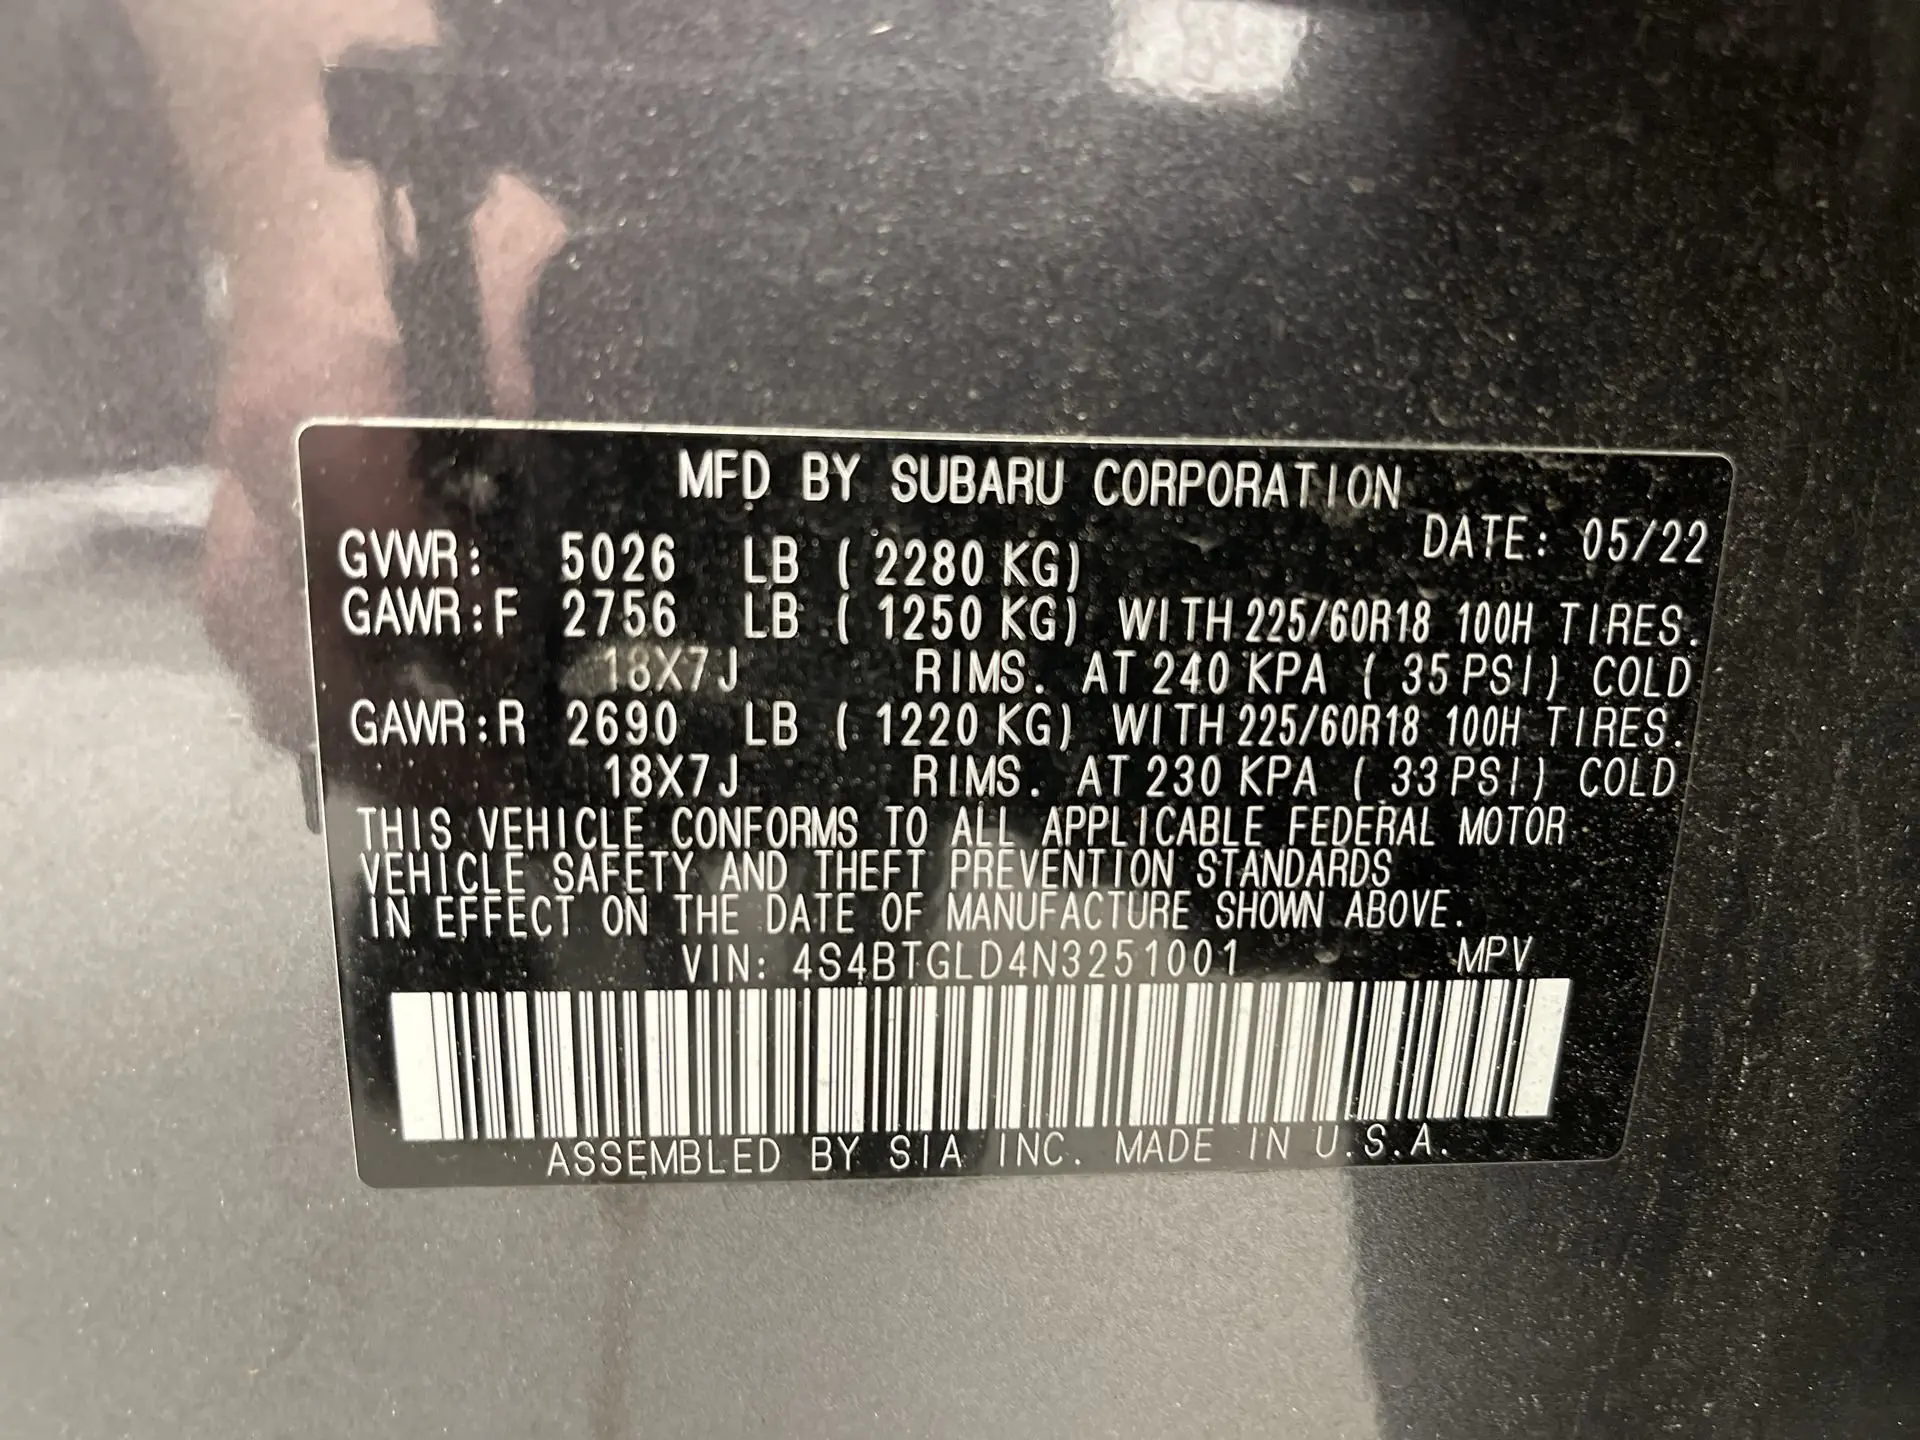 MFD BY SUBARU CORPORATION
DATE: 05/22
GVWR: 5026 LB ( 2280 KG)
GAWR:F 2756 LB ( 1250 KG) WITH 225/60R18 100H TIRES.
18X7J RIMS. AT 240 KPA ( 35 PSI) COLD
GAWR:R 2690 LB ( 1220 KG) WITH 225/60R18 100H TIRES.
18X7J RIMS. AT 230 KPA ( 33 PSI) COLD
THIS VEHICLE CONFORMS TO ALL APPLICABLE FEDERAL MOTOR
VEHICLE SAFETY AND THEFT PREVENTION STANDARDS
IN EFFECT ON THE DATE OF MANUFACTURE SHOWN ABOVE.
VIN: 4S4BTGLD4N3251001 MPV
ASSEMBLED BY SIA INC. MADE IN U.S.A.